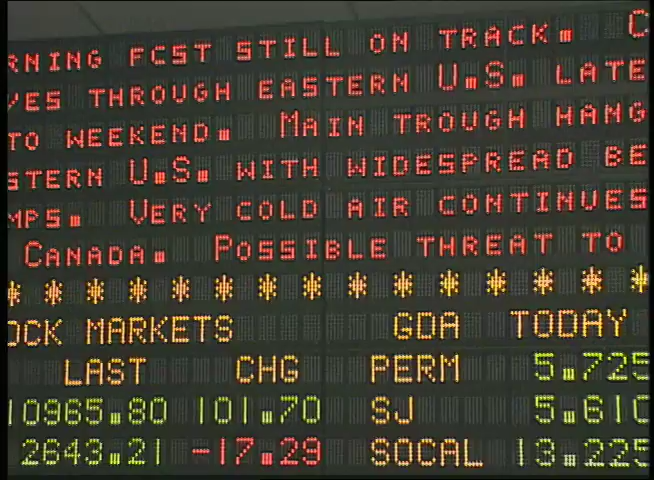 RNING FCST STILL ON TRACK. C
VES THROUGH EASTERN U.S. LATE
TO WEEKEND. MAIN TROUGH HANG
STERN U.S. WITH WIDESPREAD BE
MPS. VERY COLD AIR CONTINUES
CANADA. POSSIBLE THREAT TO
* * * * * * * * * * * * * * *
OCK MARKETS GDA TODAY
LAST CHG PERM 5.725
10965.80 101.70 SJ 5.610
2643.21 -17.29 SOCAL 13.225